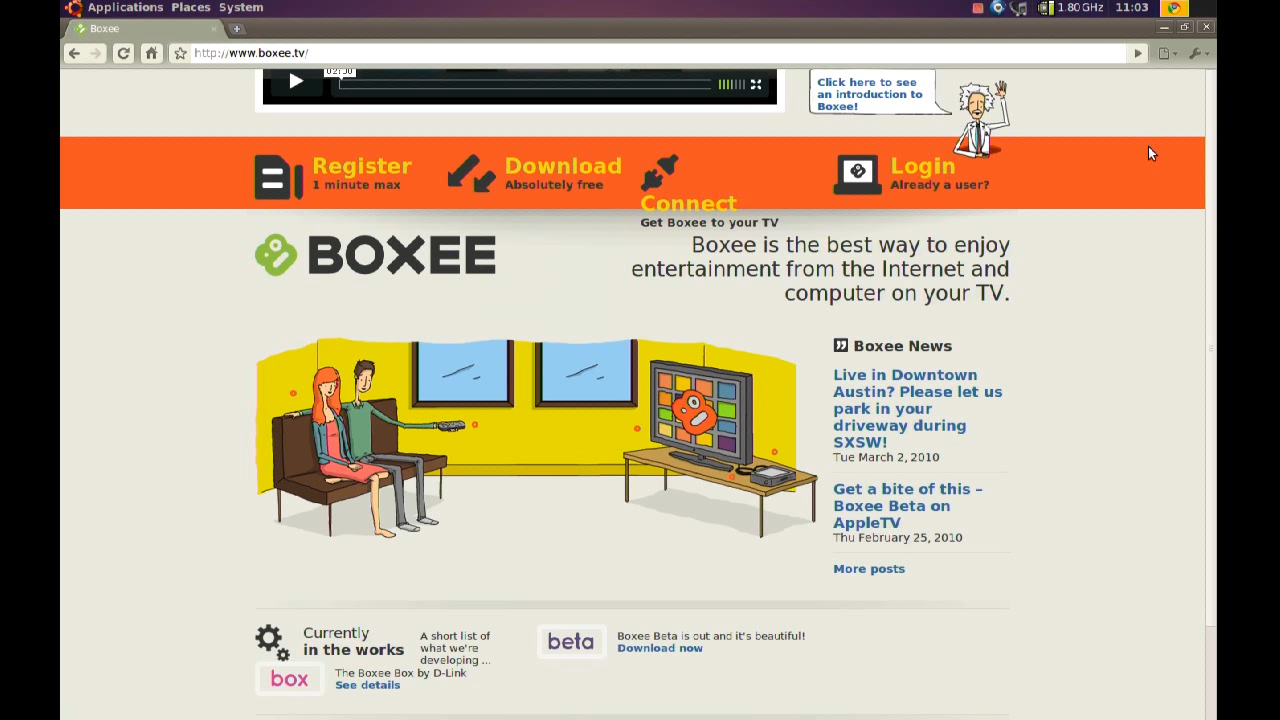 Applications Places System
1.80 GHz 11:03
Boxee
http://www.boxee.tv/
02:30
Click here to see
an introduction to
Boxee!
Register
1 minute max
Download
Absolutely free
Connect
Get Boxee to your TV
Login
Already a user?
BOXEE
Boxee is the best way to enjoy
entertainment from the Internet and
computer on your TV.
Boxee News
Live in Downtown
Austin? Please let us
park in your
driveway during
SXSW!
Tue March 2, 2010
Get a bite of this –
Boxee Beta on
AppleTV
Thu February 25, 2010
More posts
Currently
in the works
A short list of
what we're
developing ...
box
The Boxee Box by D-Link
See details
beta
Boxee Beta is out and it's beautiful!
Download now